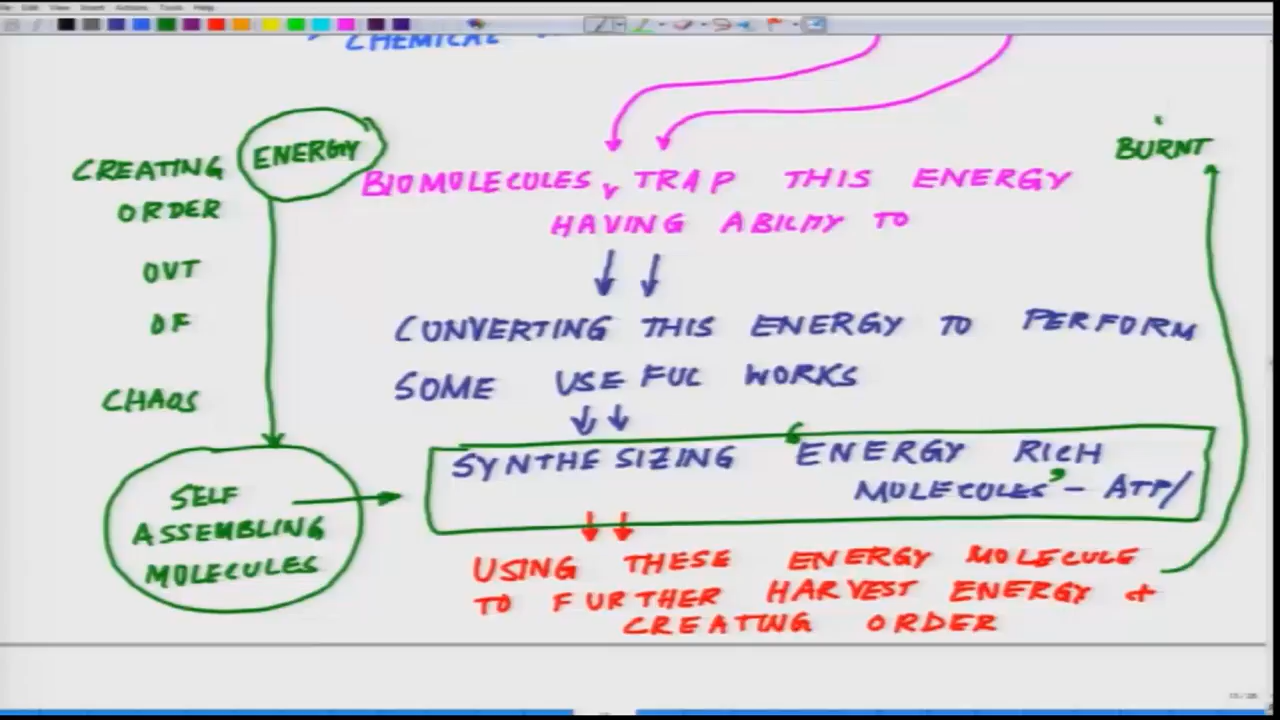 CHEMICAL
BURNT
CREATING
ORDER
OUT
OF
CHAOS
ENERGY
BIOMOLECULES, TRAP THIS ENERGY
HAVING ABILITY TO
CONVERTING THIS ENERGY TO PERFORM
SOME USEFUL WORKS
SYNTHESIZING "ENERGY RICH
MOLECULES" - ATP/
SELF
ASSEMBLING
MOLECULES
USING THESE ENERGY MOLECULE
TO FURTHER HARVEST ENERGY &
CREATING ORDER